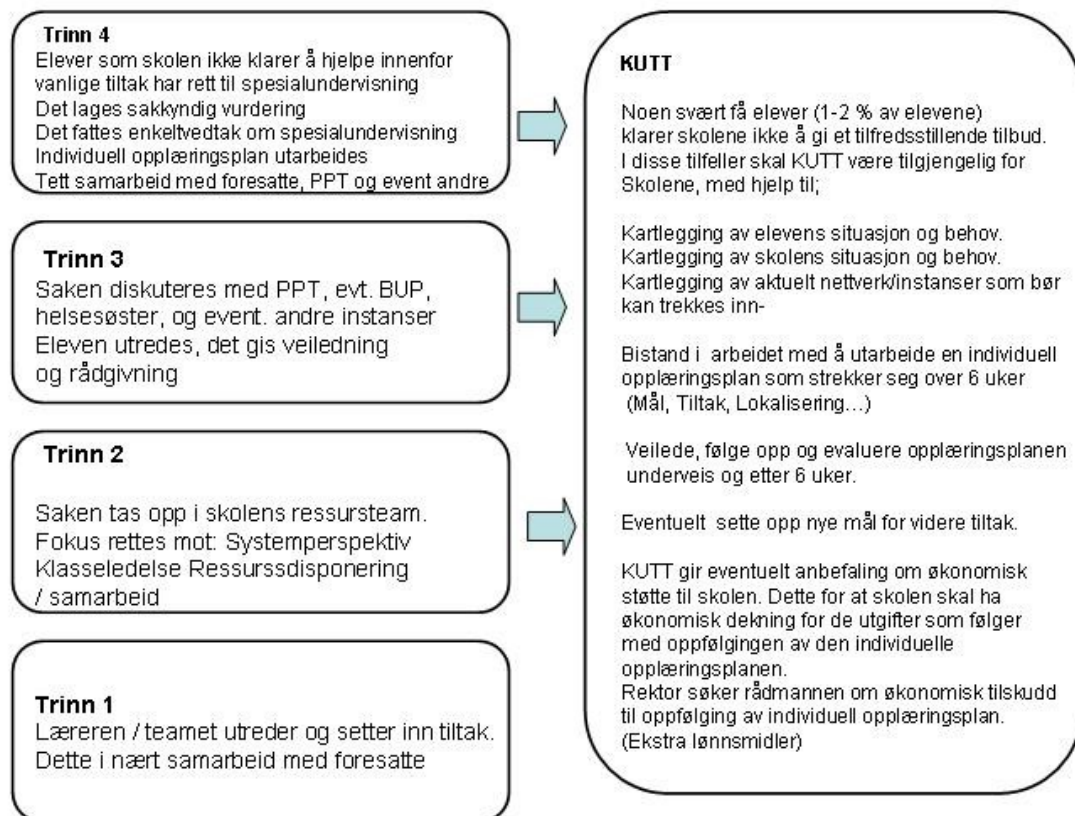 Trinn 4
Elever som skolen ikke klarer å hjelpe innenfor
vanlige tiltak har rett til spesialundervisning
Det lages sakkyndig vurdering
Det fattes enkeltvedtak om spesialundervisning
Individuell opplæringsplan utarbeides
Tett samarbeid med foresatte, PPT og event andre
Trinn 3
Saken diskuteres med PPT, evt. BUP,
helsesøster, og event. andre instanser
Eleven utredes, det gis veiledning
og rådgivning
Trinn 2
Saken tas opp i skolens ressursteam.
Fokus rettes mot: Systemperspektiv
Klasseledelse Ressurssdisponering
/ samarbeid
Trinn 1
Læreren / teamet utreder og setter inn tiltak.
Dette i nært samarbeid med foresatte
KUTT
Noen svært få elever (1-2 % av elevene)
klarer skolene ikke å gi et tilfredsstillende tilbud.
I disse tilfeller skal KUTT være tilgjengelig for
Skolene, med hjelp til;
Kartlegging av elevens situasjon og behov.
Kartlegging av skolens situasjon og behov.
Kartlegging av aktuelt nettverk/instanser som bør
kan trekkes inn-
Bistand i arbeidet med å utarbeide en individuell
opplæringsplan som strekker seg over 6 uker
(Mål, Tiltak, Lokalisering...)
Veilede, følge opp og evaluere opplæringsplanen
underveis og etter 6 uker.
Eventuelt sette opp nye mål for videre tiltak.
KUTT gir eventuelt anbefaling om økonomisk
støtte til skolen. Dette for at skolen skal ha
økonomisk dekning for de utgifter som følger
med oppfølgingen av den individuelle
opplæringsplanen.
Rektor søker rådmannen om økonomisk tilskudd
til oppfølging av individuell opplæringsplan.
(Ekstra lønnsmidler)